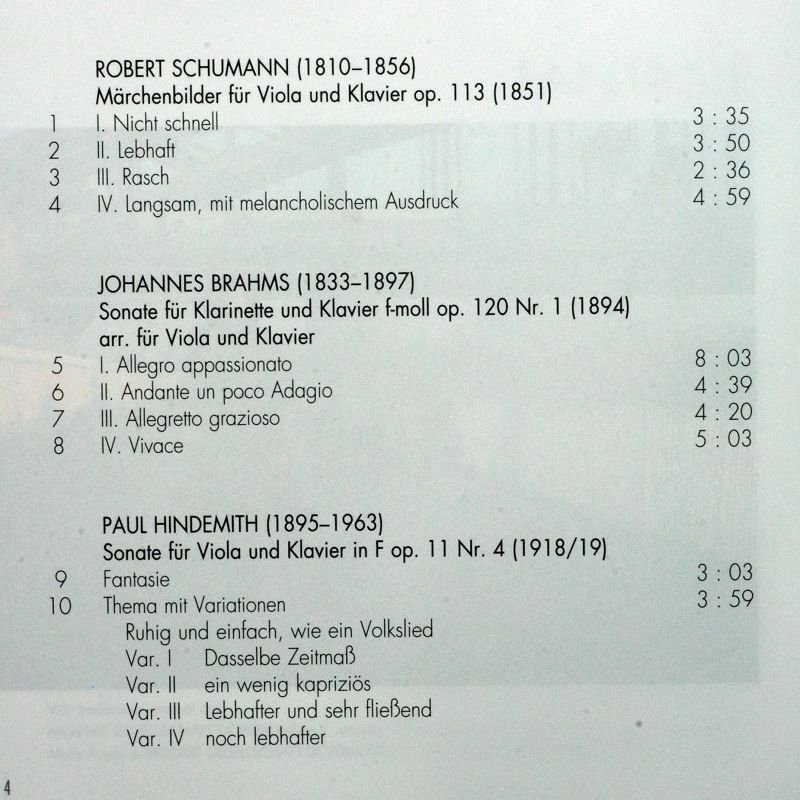 ROBERT SCHUMANN (1810–1856)
Märchenbilder für Viola und Klavier op. 113 (1851)
1 I. Nicht schnell 3 : 35
2 II. Lebhaft 3 : 50
3 III. Rasch 2 : 36
4 IV. Langsam, mit melancholischem Ausdruck 4 : 59
JOHANNES BRAHMS (1833–1897)
Sonate für Klarinette und Klavier f-moll op. 120 Nr. 1 (1894)
arr. für Viola und Klavier
5 I. Allegro appassionato 8 : 03
6 II. Andante un poco Adagio 4 : 39
7 III. Allegretto grazioso 4 : 20
8 IV. Vivace 5 : 03
PAUL HINDEMITH (1895–1963)
Sonate für Viola und Klavier in F op. 11 Nr. 4 (1918/19)
9 Fantasie 3 : 03
10 Thema mit Variationen 3 : 59
Ruhig und einfach, wie ein Volkslied
Var. I Dasselbe Zeitmaß
Var. II ein wenig kapriziös
Var. III Lebhafter und sehr fließend
Var. IV noch lebhafter
4